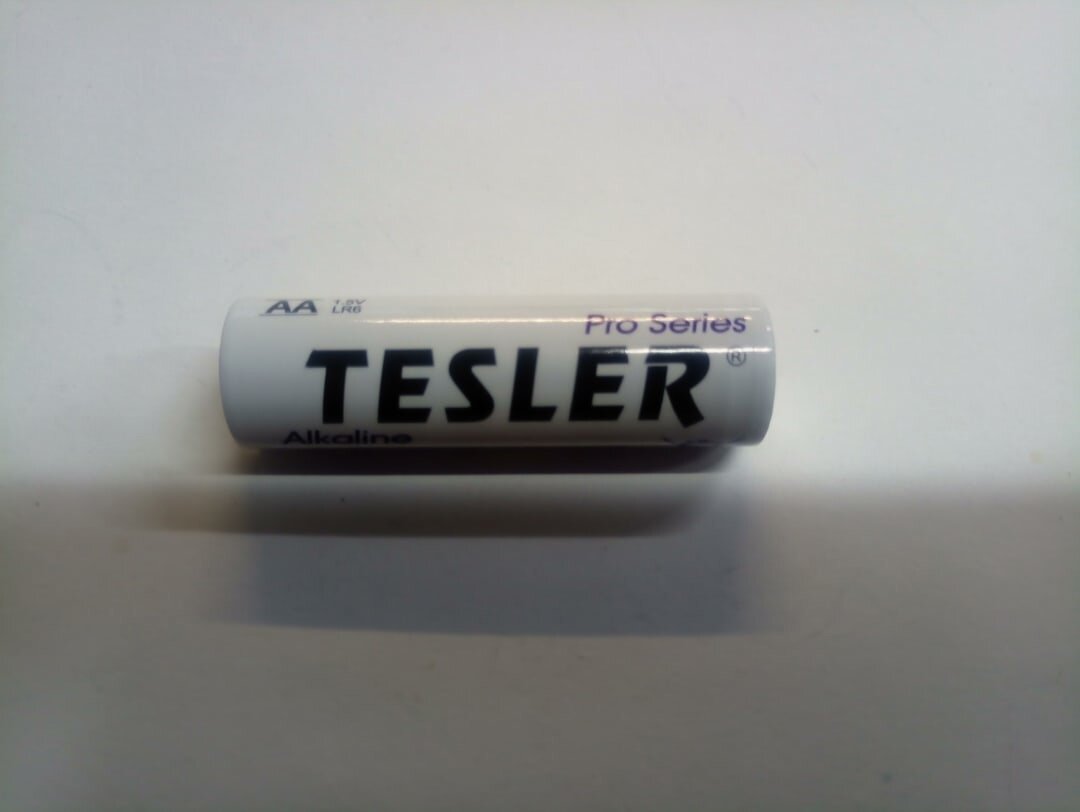 AA 1.5V
LR6
Pro Series
TESLER ®
Alkaline